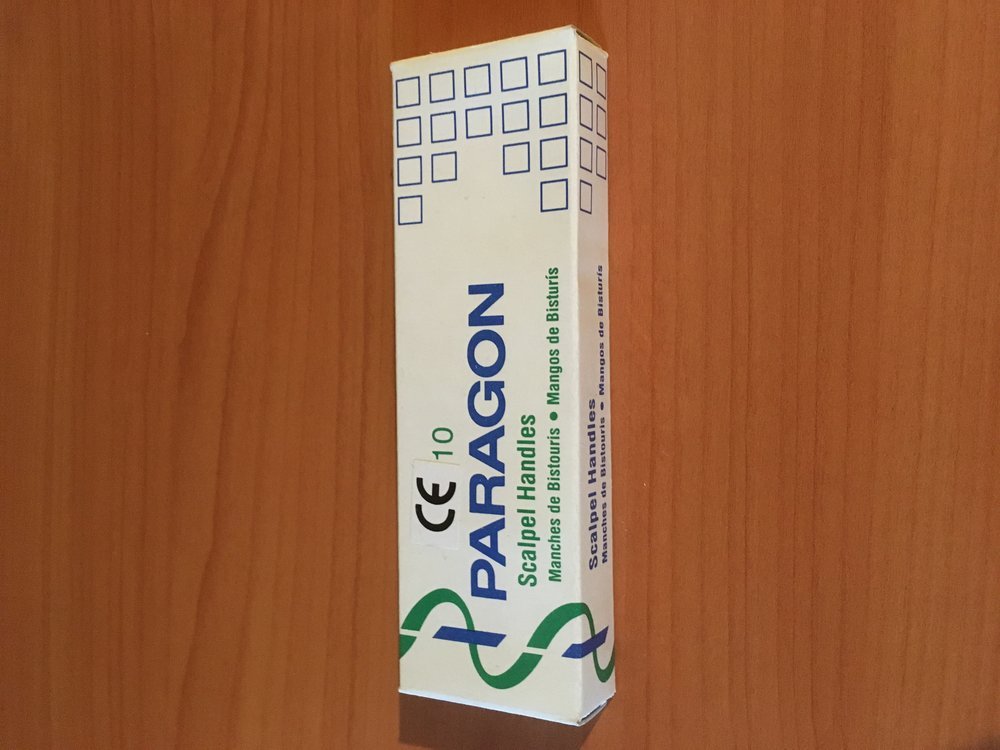 CE 10
PARAGON
Scalpel Handles
Manches de Bistouris • Mangos de Bisturís
Scalpel Handles
Manches de Bistouris • Mangos de Bisturís